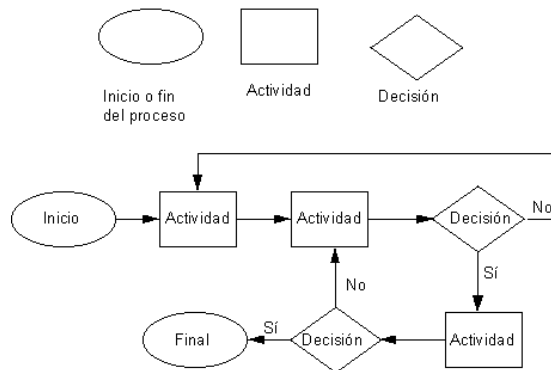 Inicio o fin
del proceso
Actividad
Decisión
Inicio
Actividad
Actividad
Decisión
No
Sí
No
Final
Sí
Decisión
Actividad